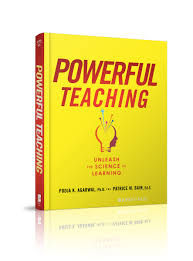 POWERFUL
TEACHING
UNLEASH
THE SCIENCE OF
LEARNING
POOJA K. AGARWAL, Ph.D. AND PATRICE M. BAIN, Ed.S.
POWERFUL TEACHING